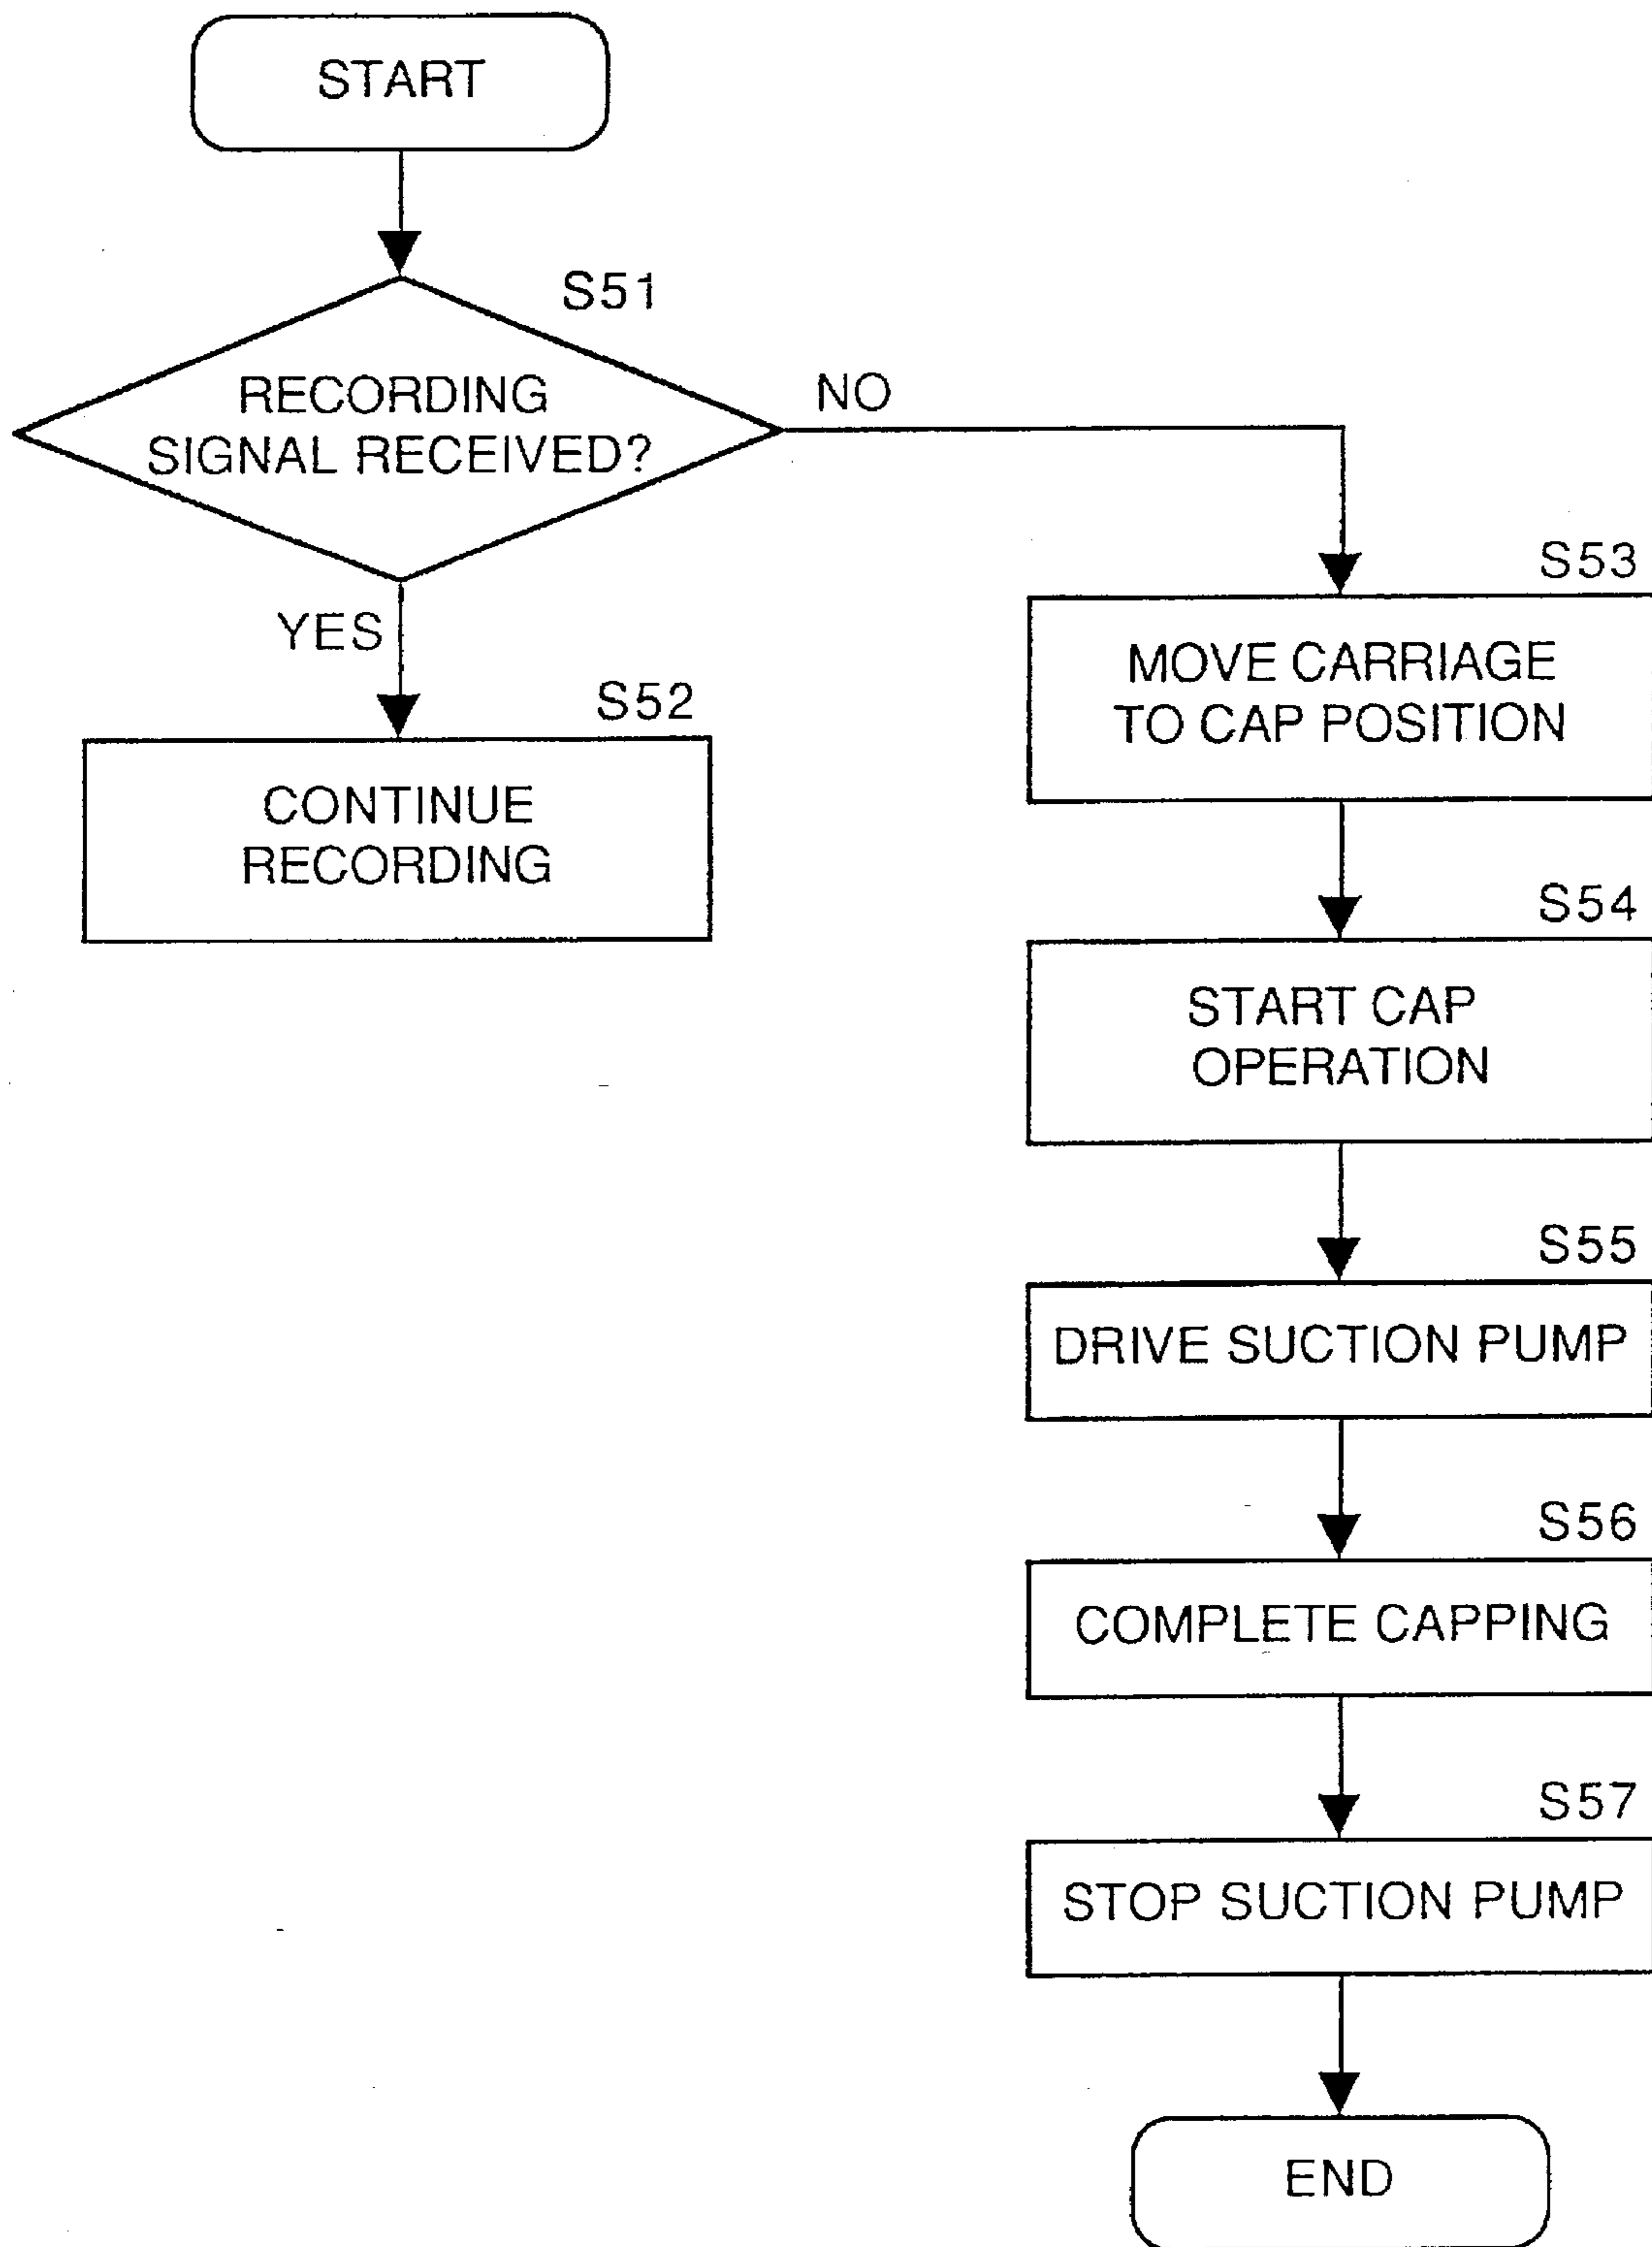 START
S51
RECORDING
SIGNAL RECEIVED?
NO
YES
S52
CONTINUE
RECORDING
S53
MOVE CARRIAGE
TO CAP POSITION
S54
START CAP
OPERATION
S55
DRIVE SUCTION PUMP
S56
COMPLETE CAPPING
S57
STOP SUCTION PUMP
END